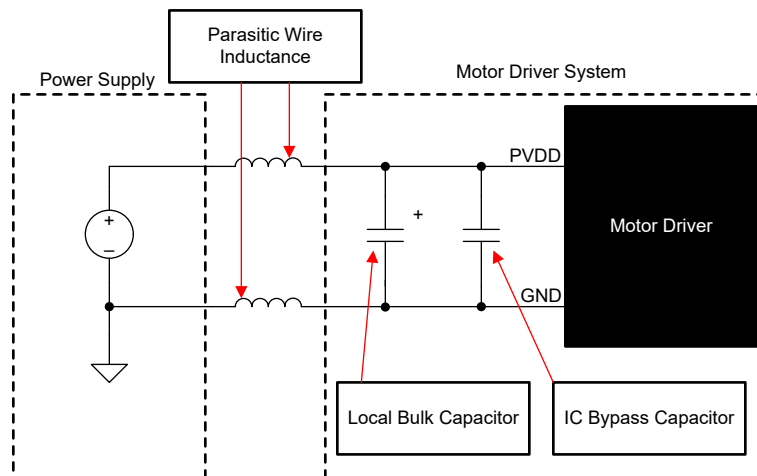 Parasitic Wire
Inductance
Power Supply
Motor Driver System
PVDD
+
+
–
Motor Driver
GND
Local Bulk Capacitor
IC Bypass Capacitor